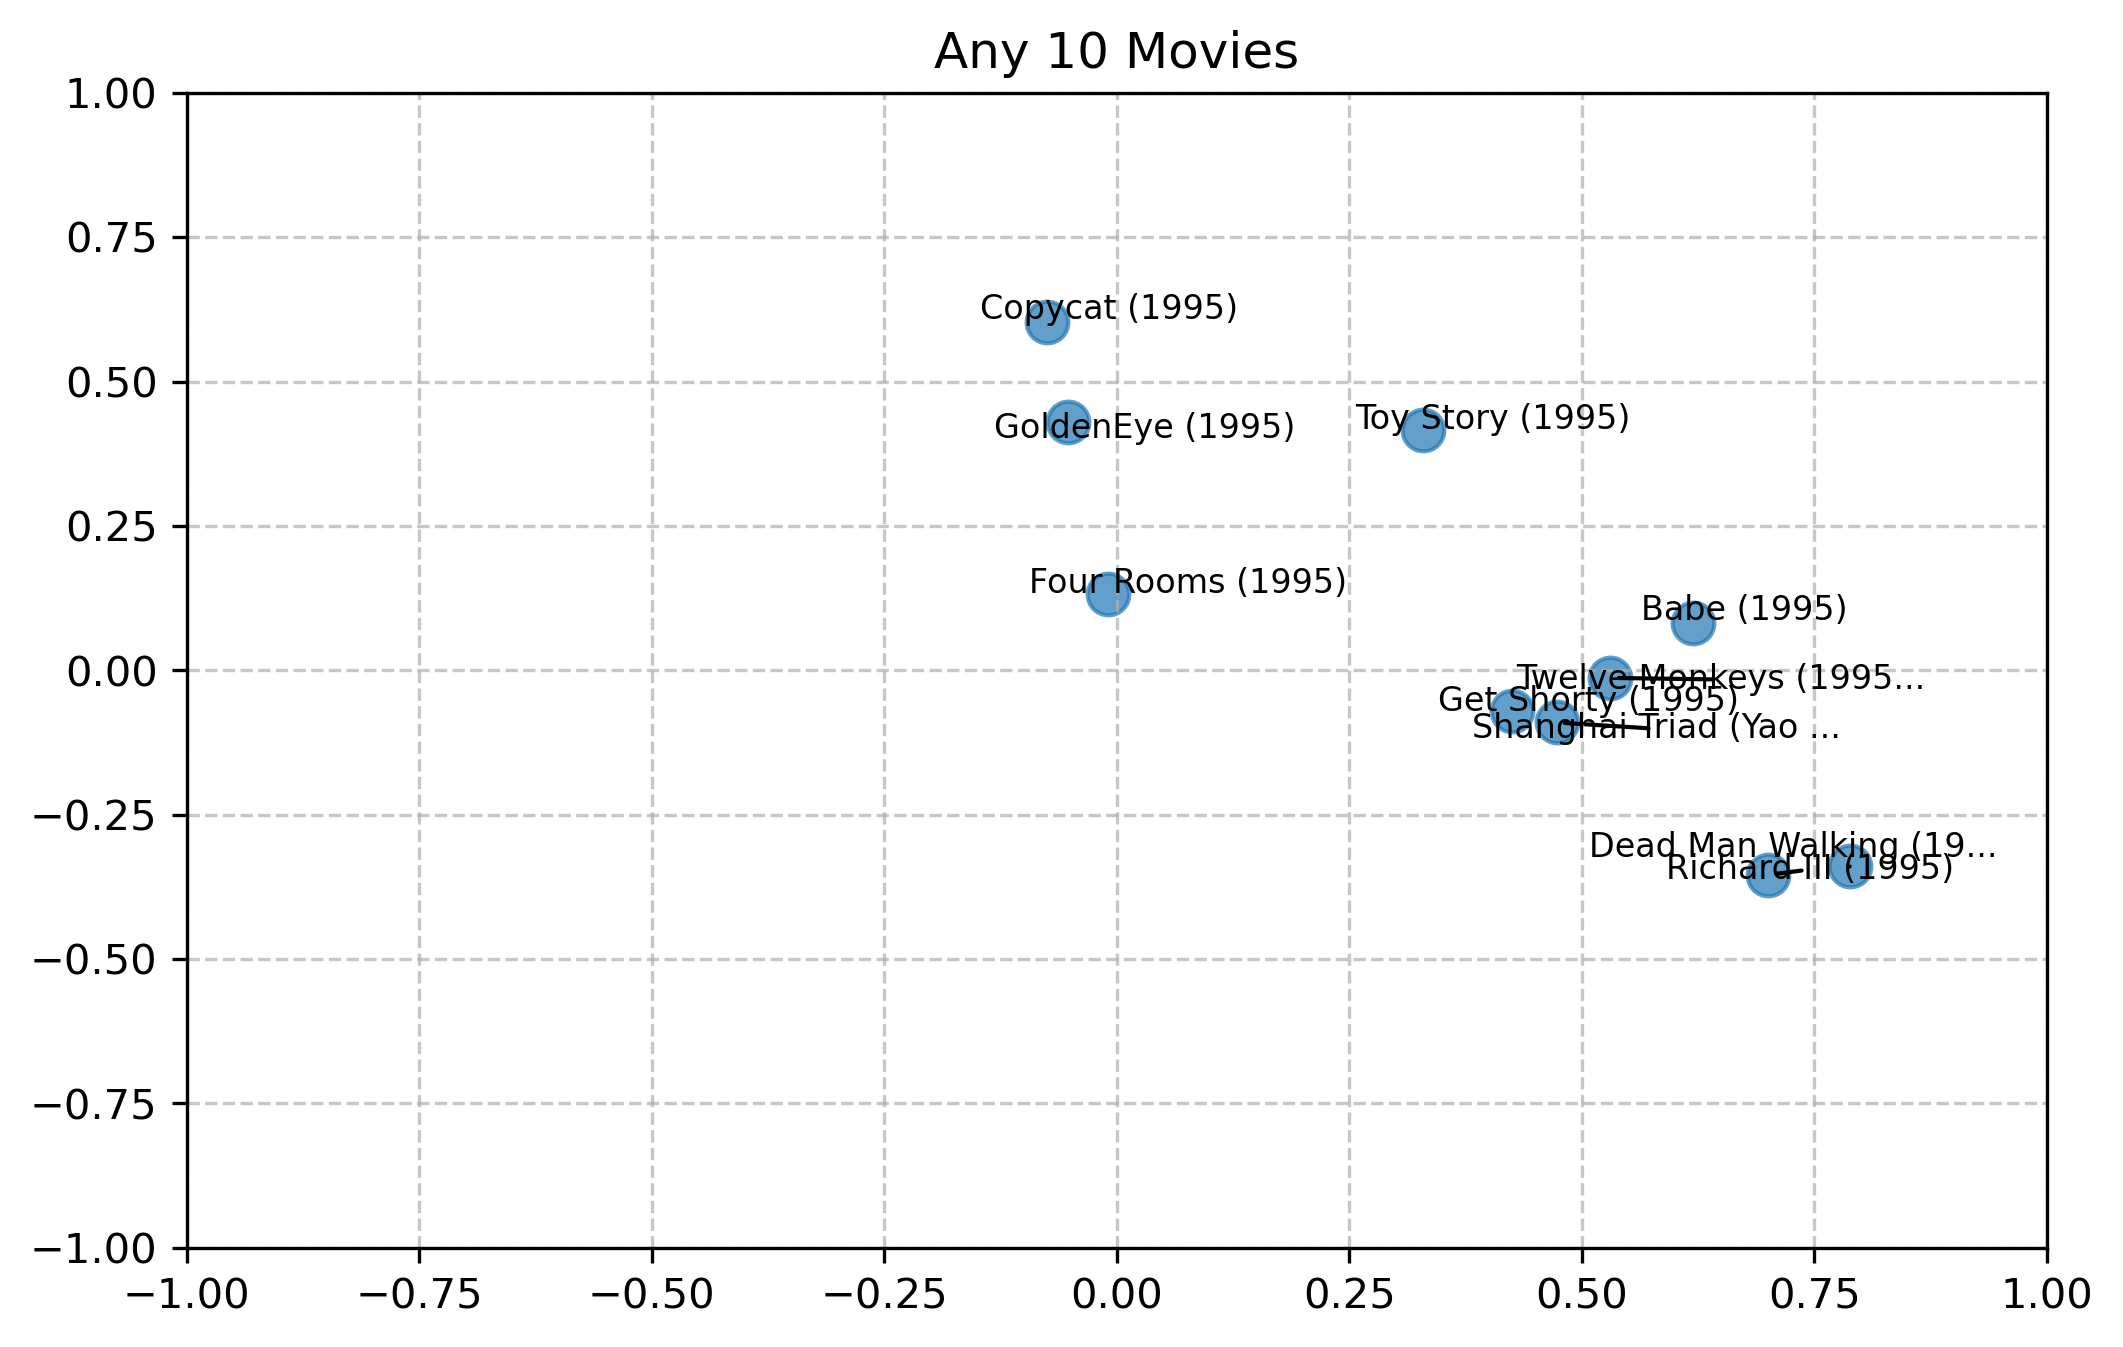 Any 10 Movies
1.00
0.75
0.50
0.25
0.00
−0.25
−0.50
−0.75
−1.00
Copycat (1995)
GoldenEye (1995)
Toy Story (1995)
Four Rooms (1995)
Babe (1995)
Twelve Monkeys (1995...
Get Shorty (1995)
Shanghai Triad (Yao ...
Dead Man Walking (19...
Richard III (1995)
−1.00 −0.75 −0.50 −0.25 0.00 0.25 0.50 0.75 1.00